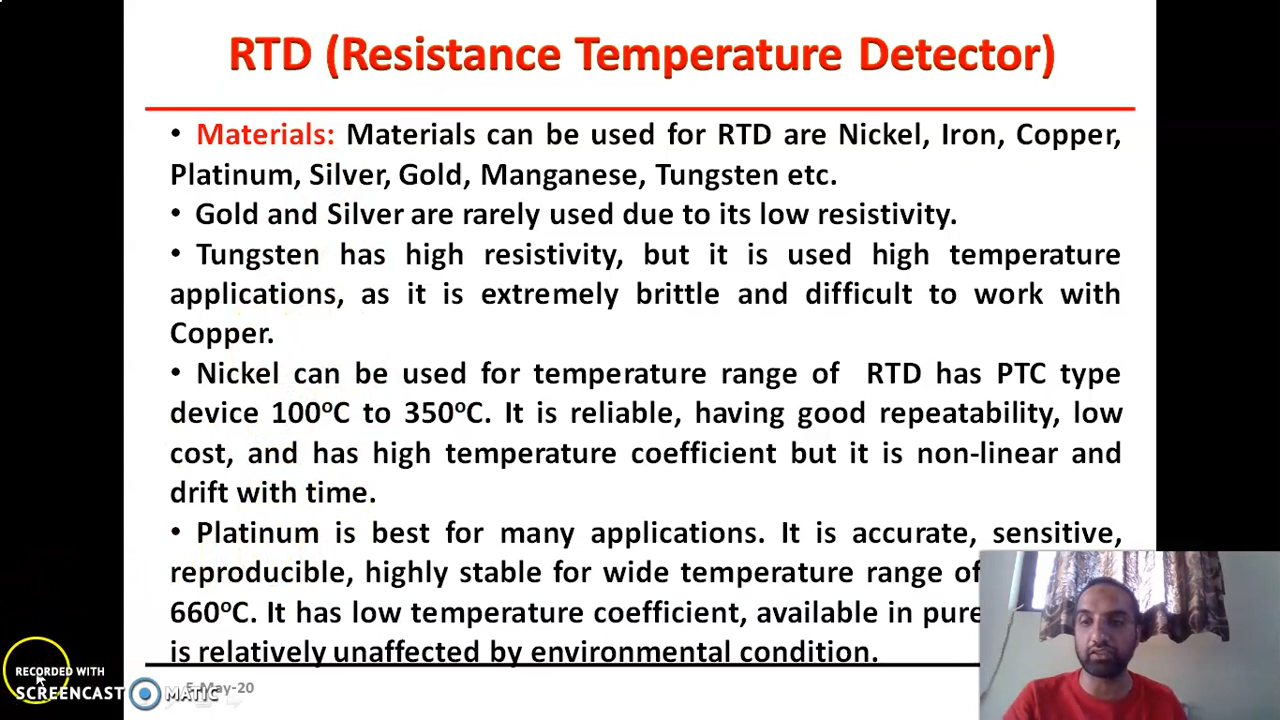 RTD (Resistance Temperature Detector)
• Materials: Materials can be used for RTD are Nickel, Iron, Copper,
Platinum, Silver, Gold, Manganese, Tungsten etc.
• Gold and Silver are rarely used due to its low resistivity.
• Tungsten has high resistivity, but it is used high temperature
applications, as it is extremely brittle and difficult to work with
Copper.
• Nickel can be used for temperature range of RTD has PTC type
device 100°C to 350°C. It is reliable, having good repeatability, low
cost, and has high temperature coefficient but it is non-linear and
drift with time.
• Platinum is best for many applications. It is accurate, sensitive,
reproducible, highly stable for wide temperature range of
660°C. It has low temperature coefficient, available in pure
is relatively unaffected by environmental condition.
RECORDED WITH
SCREENCAST MATIC
5-May-20